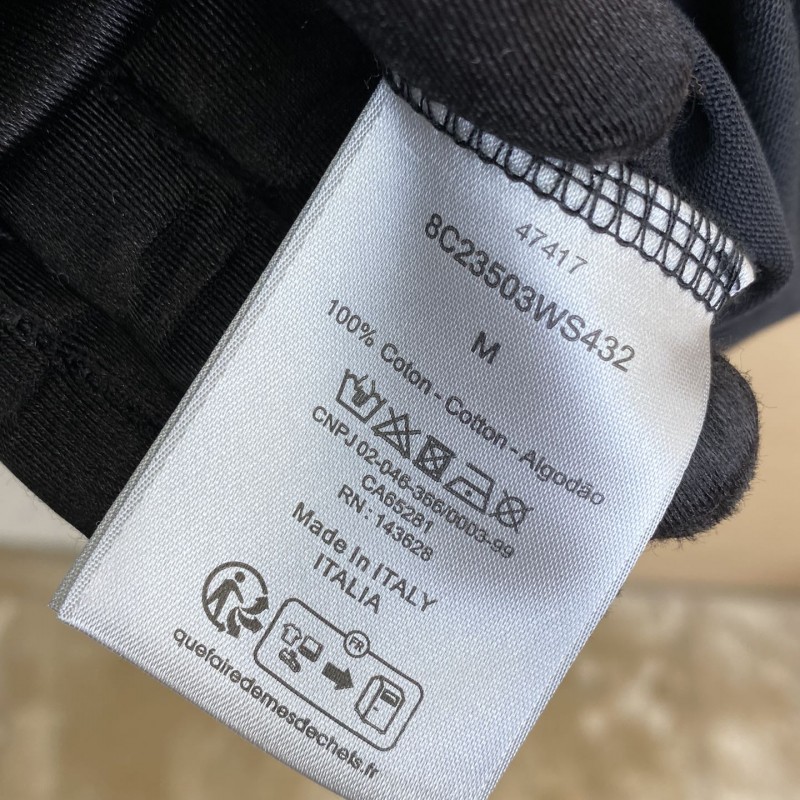 47417
8C23503WS432
M
100% Coton - Cotton - Algodão
CNPJ 02-046-366/0003-99
CA65281
RN : 143628
Made In ITALY
ITALIA
FR
quefairedemesdechets.fr